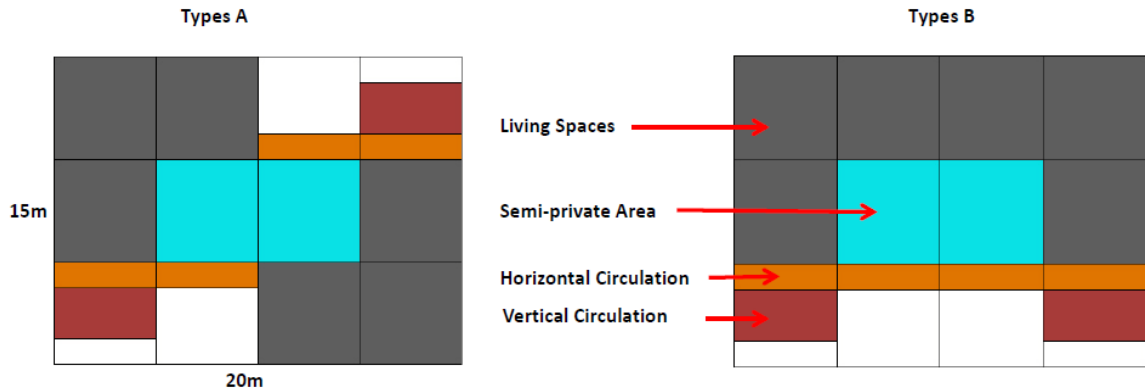 Types A
Types B
Living Spaces
15m
Semi-private Area
Horizontal Circulation
Vertical Circulation
20m